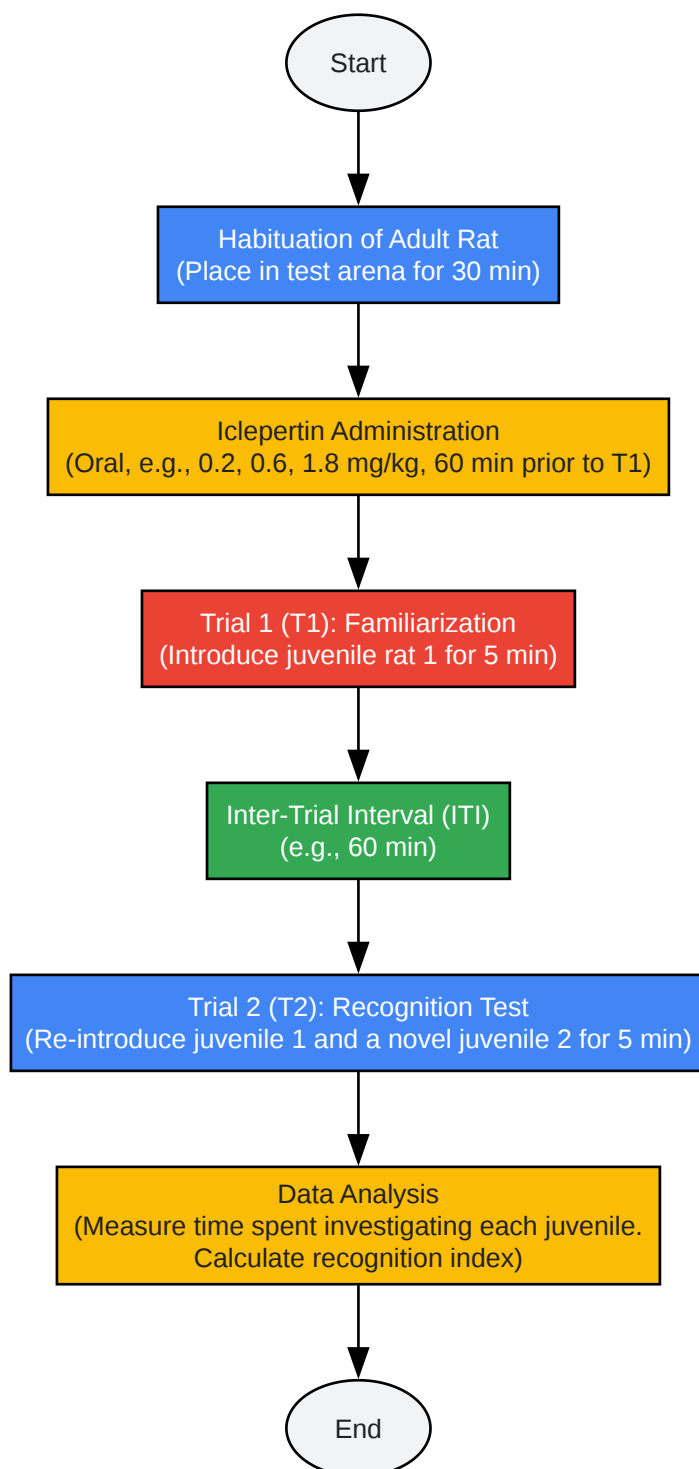 Start
Habituation of Adult Rat
(Place in test arena for 30 min)
Iclepertin Administration
(Oral, e.g., 0.2, 0.6, 1.8 mg/kg, 60 min prior to T1)
Trial 1 (T1): Familiarization
(Introduce juvenile rat 1 for 5 min)
Inter-Trial Interval (ITI)
(e.g., 60 min)
Trial 2 (T2): Recognition Test
(Re-introduce juvenile 1 and a novel juvenile 2 for 5 min)
Data Analysis
(Measure time spent investigating each juvenile.
Calculate recognition index)
End